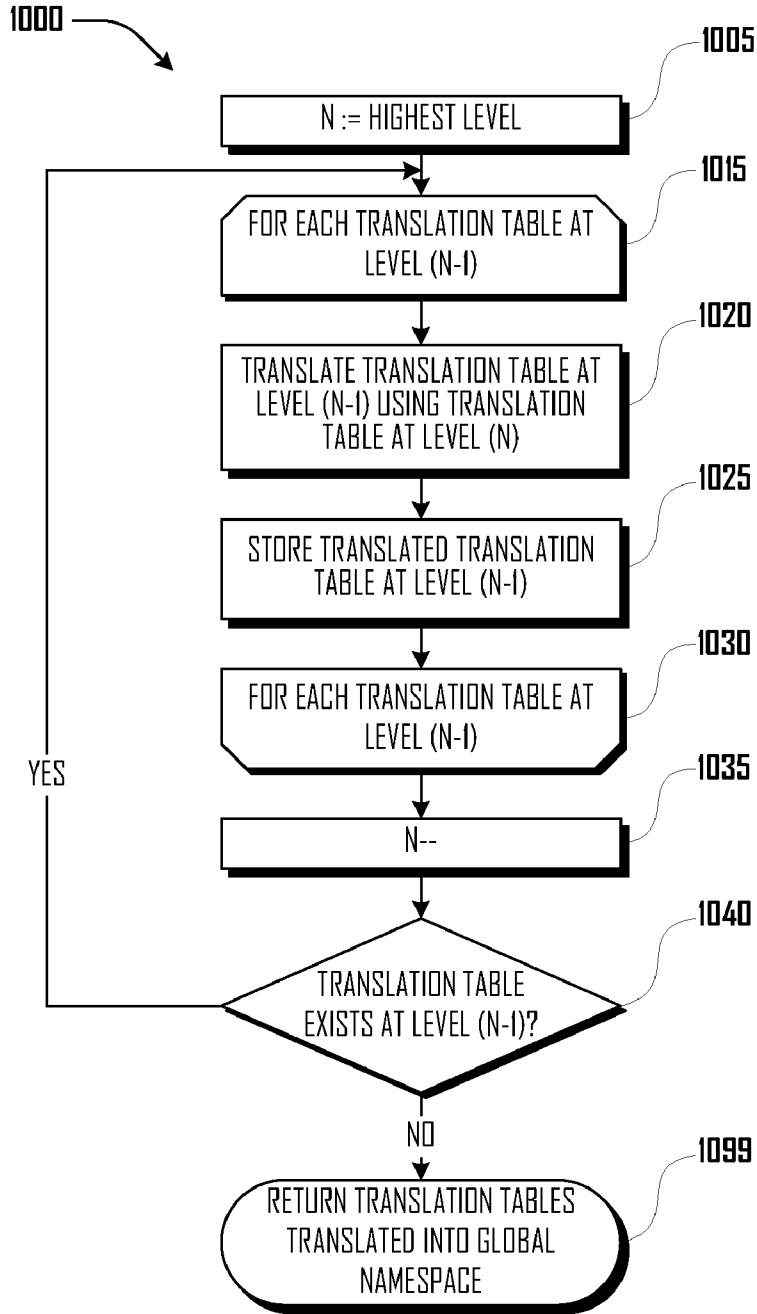 1000
1005
N := HIGHEST LEVEL
1015
FOR EACH TRANSLATION TABLE AT
LEVEL (N-1)
1020
TRANSLATE TRANSLATION TABLE AT
LEVEL (N-1) USING TRANSLATION
TABLE AT LEVEL (N)
1025
STORE TRANSLATED TRANSLATION
TABLE AT LEVEL (N-1)
1030
FOR EACH TRANSLATION TABLE AT
LEVEL (N-1)
YES
1035
N--
1040
TRANSLATION TABLE
EXISTS AT LEVEL (N-1)?
NO
1099
RETURN TRANSLATION TABLES
TRANSLATED INTO GLOBAL
NAMESPACE